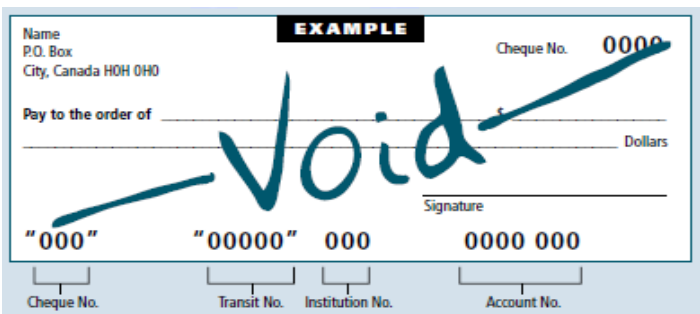 EXAMPLE
Name
P.O. Box
City, Canada H0H 0H0
Cheque No. 0000
Pay to the order of $
Dollars
Void
Signature
"000" "00000" 000 0000 000
Cheque No. Transit No. Institution No. Account No.